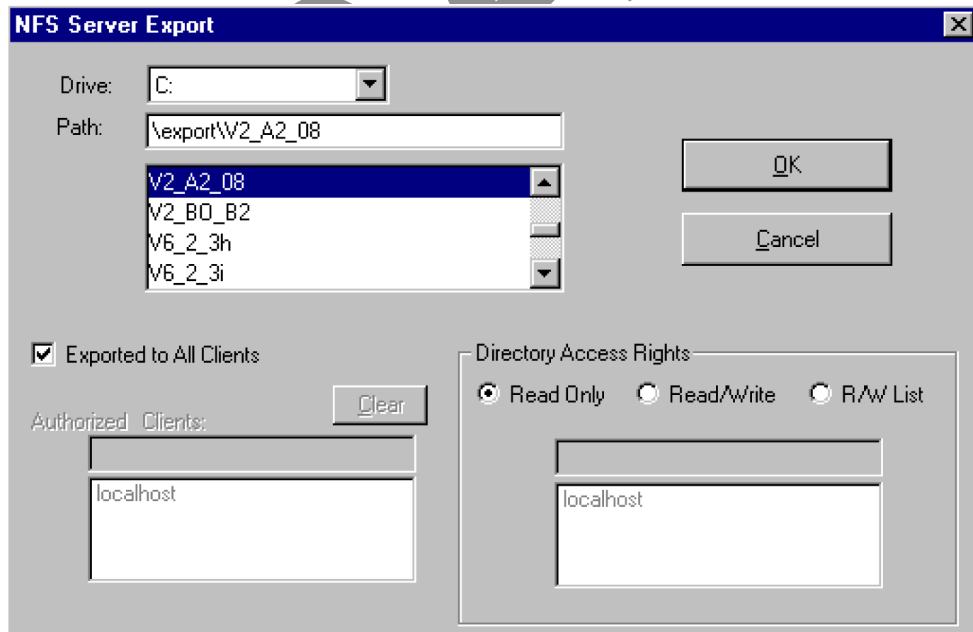 NFS Server Export
Drive: C:
Path: \export\V2_A2_08
V2_A2_08
V2_BO_B2
V6_2_3h
V6_2_3i
OK
Cancel
Exported to All Clients
Clear
Authorized Clients:
localhost
Directory Access Rights
Read Only Read/Write R/W List
localhost